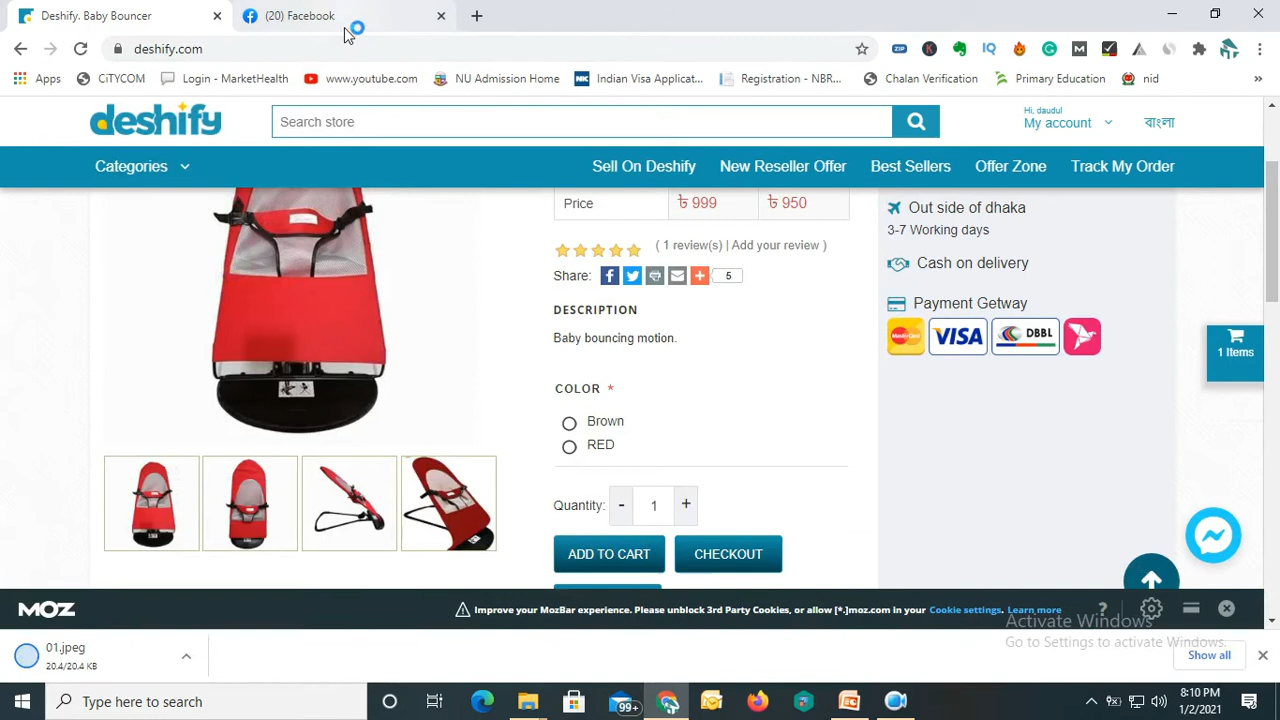 Deshify. Baby Bouncer
(20) Facebook
deshify.com
Apps
CiTYCOM
Login - MarketHealth
www.youtube.com
NU Admission Home
Indian Visa Applicat...
Registration - NBR...
Chalan Verification
Primary Education
nid
deshify
Search store
Hi, daudul
My account
বাংলা
Categories
Sell On Deshify
New Reseller Offer
Best Sellers
Offer Zone
Track My Order
Price
৳ 999
৳ 950
( 1 review(s) | Add your review )
Share:
5
DESCRIPTION
Baby bouncing motion.
COLOR *
Brown
RED
Quantity:
-
1
+
ADD TO CART
CHECKOUT
Out side of dhaka
3-7 Working days
Cash on delivery
Payment Getway
MasterCard
VISA
DBBL
1 Items
MOZ
Improve your MozBar experience. Please unblock 3rd Party Cookies, or allow [*.]moz.com in your Cookie settings. Learn more
?
Activate Windows
Go to Settings to activate Windows.
01.jpeg
20.4/20.4 KB
Show all
Type here to search
99+
8:10 PM
1/2/2021